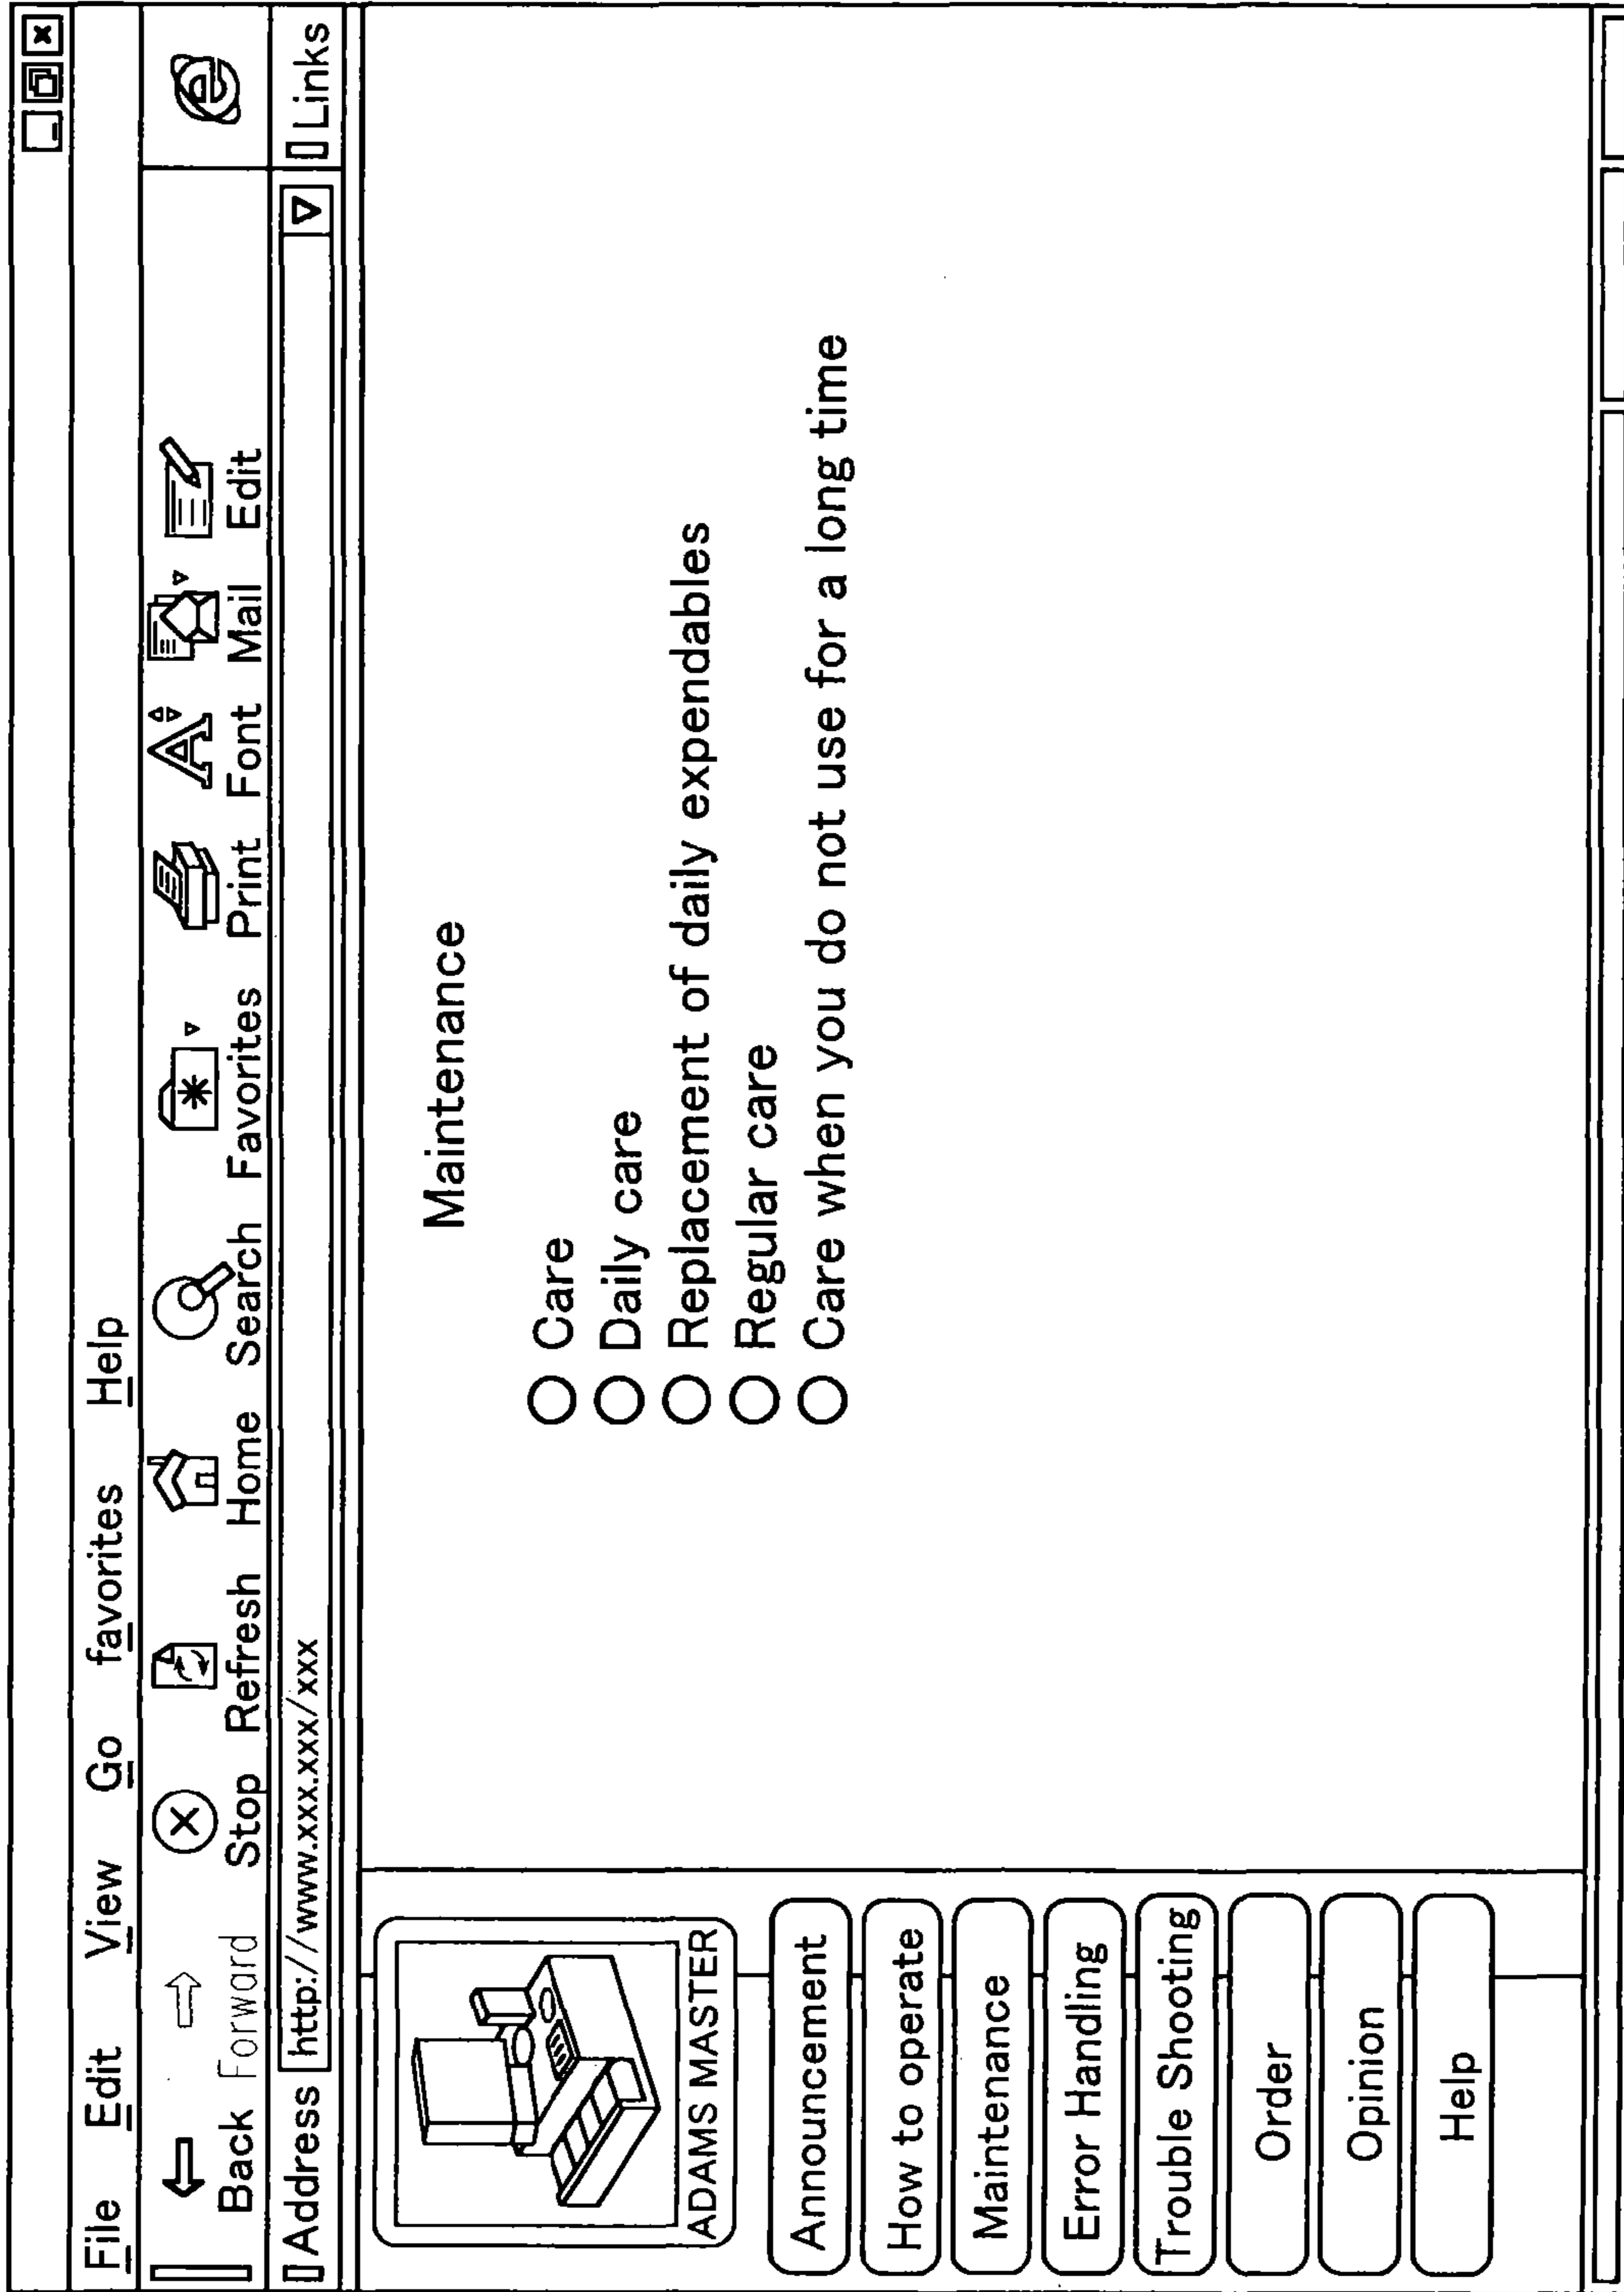 File Edit View Go favorites Help
Back Forward Stop Refresh Home Search Favorites Print Font Mail Edit
Address http://www.xxx.xxx/xxx Links
ADAMS MASTER
Announcement
How to operate
Maintenance
Error Handling
Trouble Shooting
Order
Opinion
Help
Maintenance
Care
Daily care
Replacement of daily expendables
Regular care
Care when you do not use for a long time